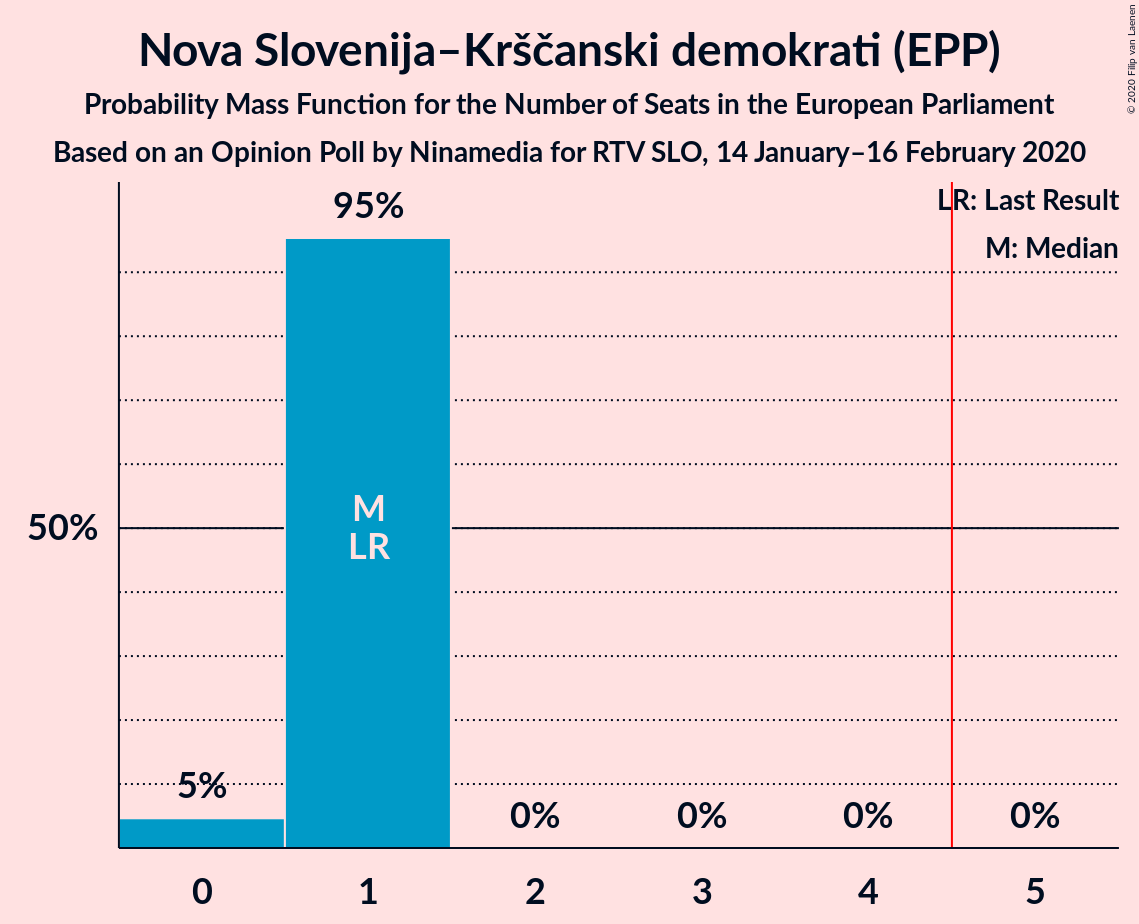 Nova Slovenija–Krščanski demokrati (EPP)
Probability Mass Function for the Number of Seats in the European Parliament
Based on an Opinion Poll by Ninamedia for RTV SLO, 14 January–16 February 2020
© 2020 Filip van Laenen
LR: Last Result
M: Median
95%
50%
M
LR
5%
0%
0%
0%
0%
0
1
2
3
4
5